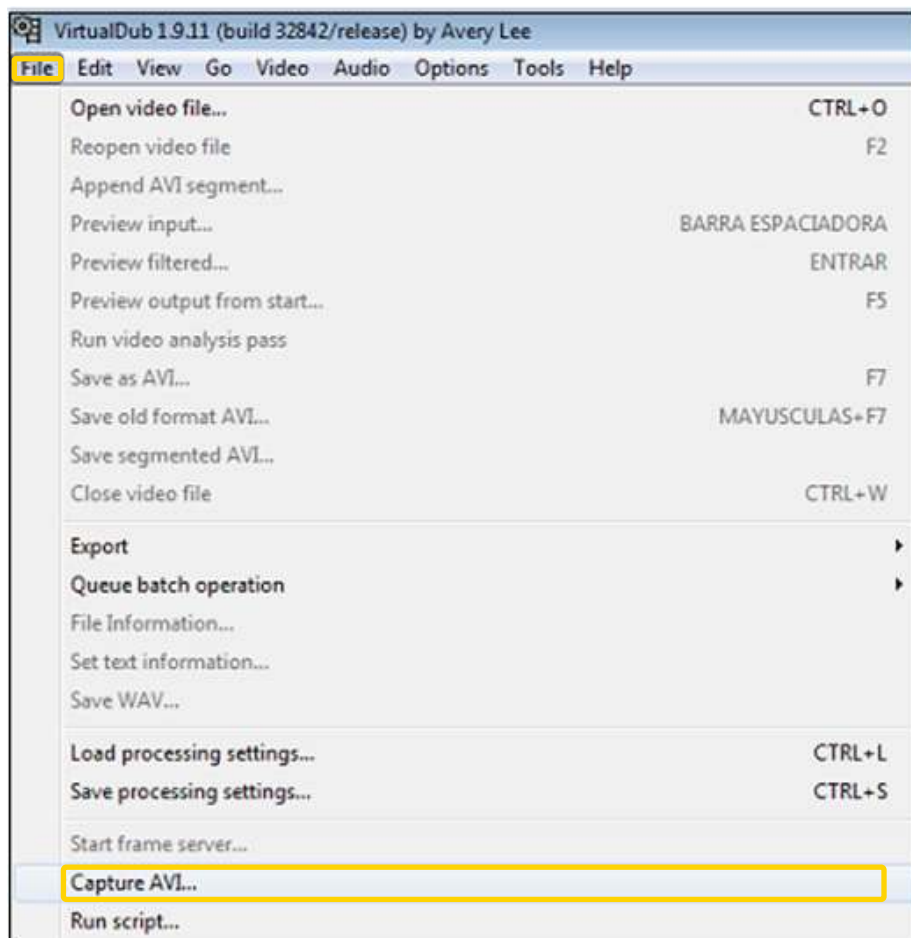 VirtualDub 1.9.11 (build 32842/release) by Avery Lee
File Edit View Go Video Audio Options Tools Help
Open video file... CTRL+O
Reopen video file F2
Append AVI segment...
Preview input... BARRA ESPACIADORA
Preview filtered... ENTRAR
Preview output from start... F5
Run video analysis pass
Save as AVI... F7
Save old format AVI... MAYUSCULAS+F7
Save segmented AVI...
Close video file CTRL+W
Export
Queue batch operation
File Information...
Set text information...
Save WAV...
Load processing settings... CTRL+L
Save processing settings... CTRL+S
Start frame server...
Capture AVI...
Run script...